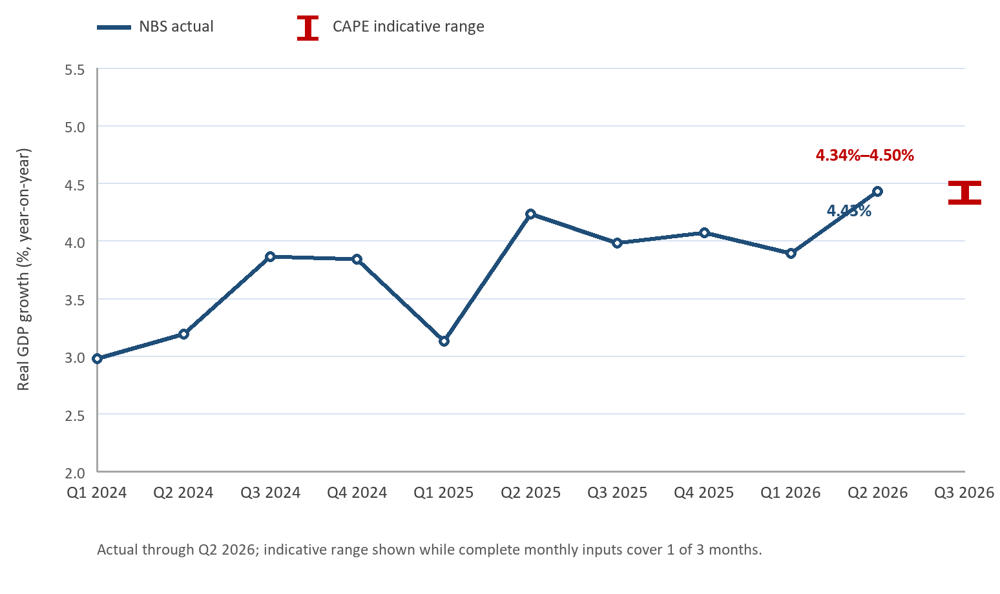 NBS actual
CAPE indicative range
Real GDP growth (%, year-on-year)
5.5
5.0
4.5
4.0
3.5
3.0
2.5
2.0
4.34%–4.50%
4.43%
Q1 2024
Q2 2024
Q3 2024
Q4 2024
Q1 2025
Q2 2025
Q3 2025
Q4 2025
Q1 2026
Q2 2026
Q3 2026
Actual through Q2 2026; indicative range shown while complete monthly inputs cover 1 of 3 months.